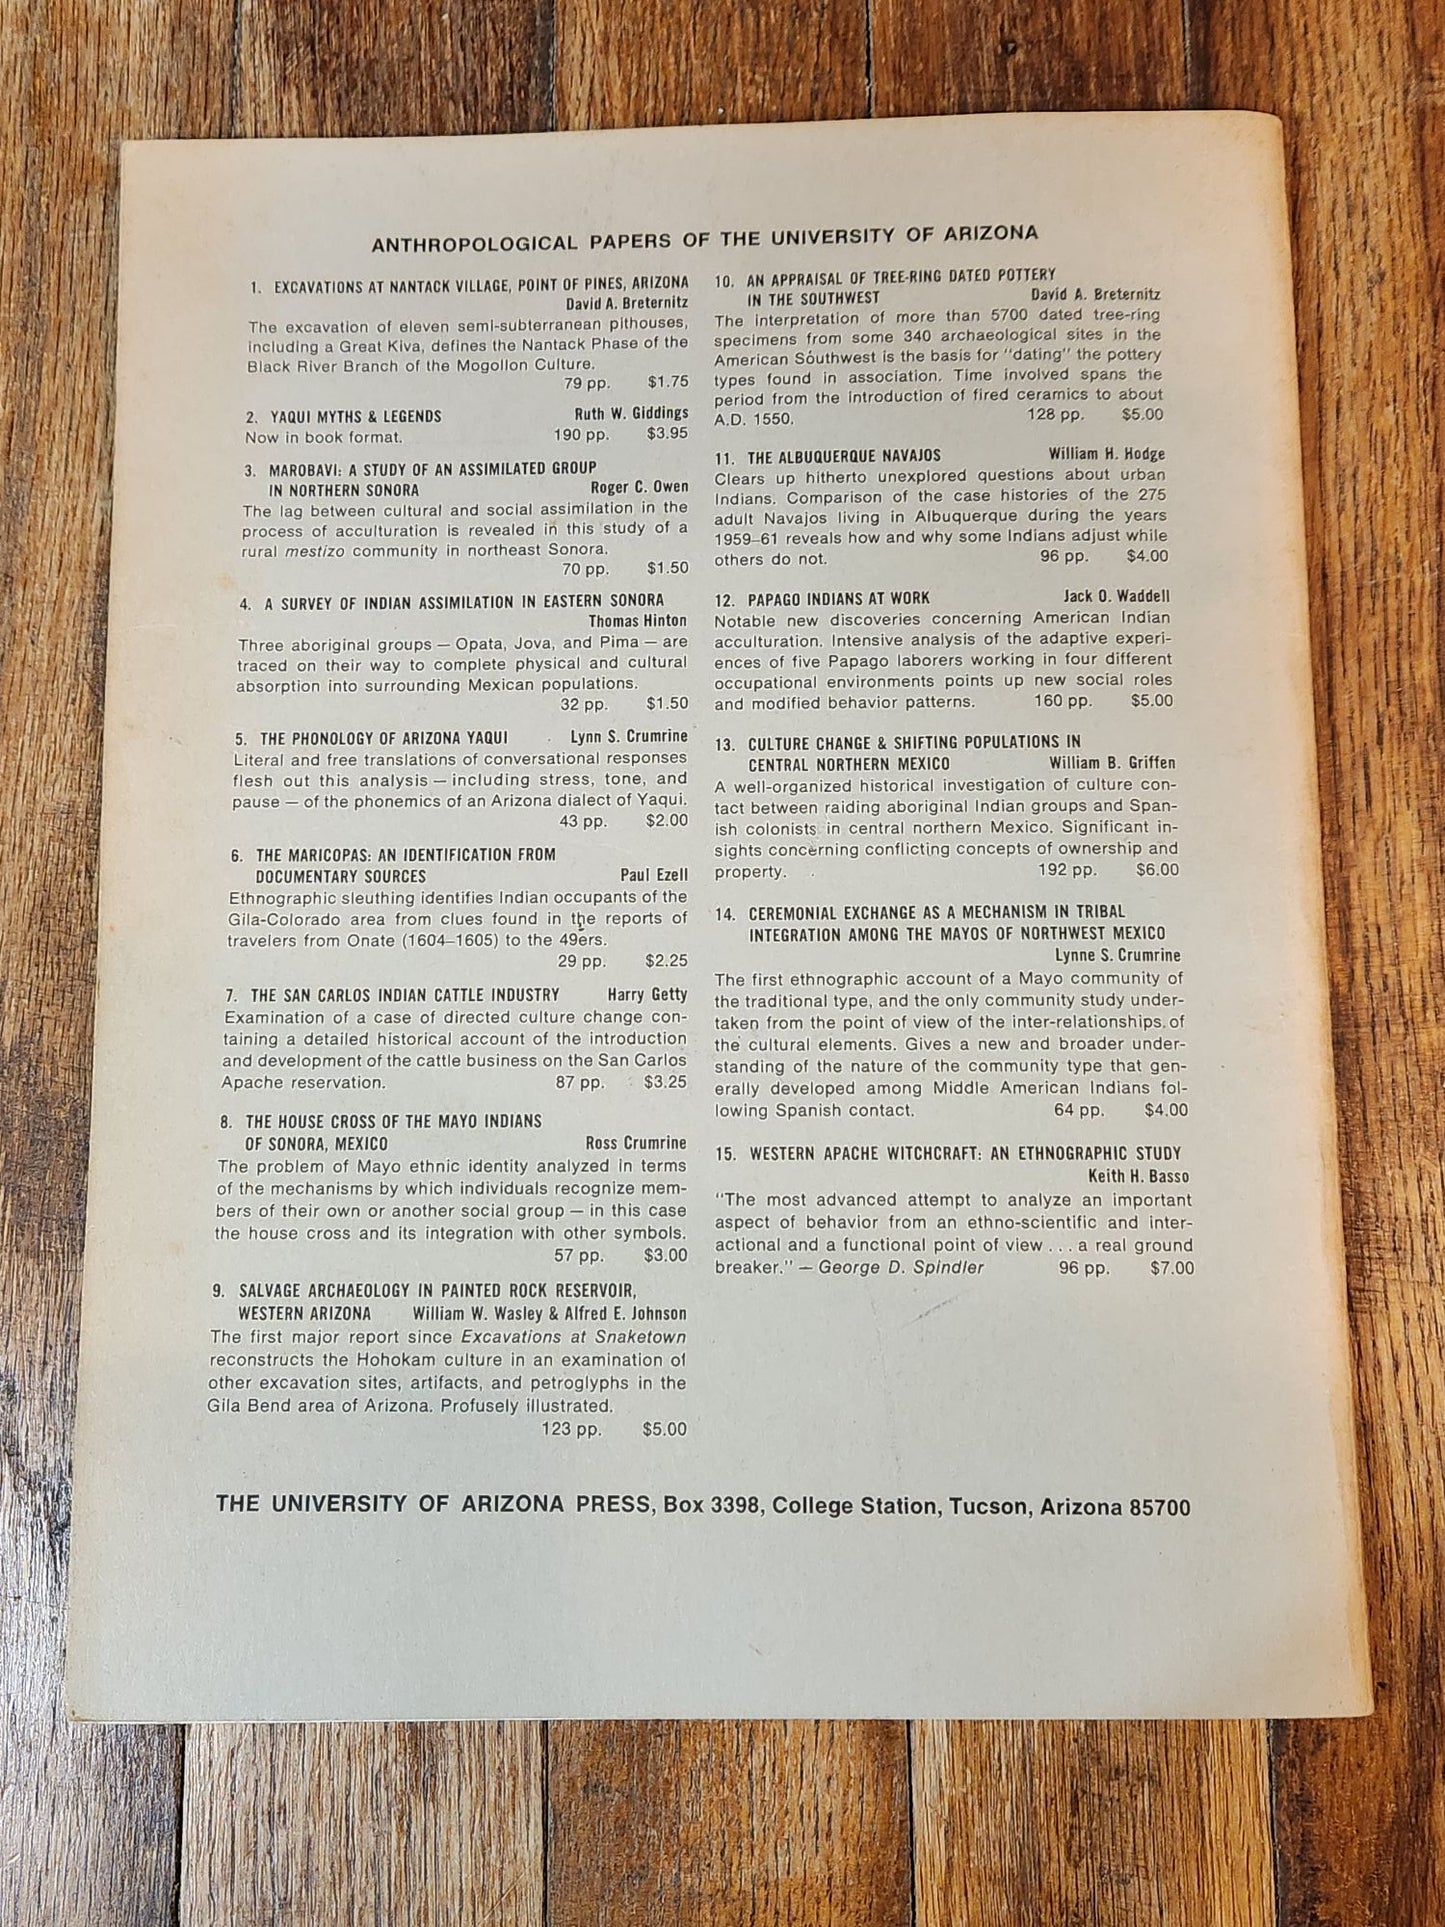 ANTHROPOLOGICAL PAPERS OF THE UNIVERSITY OF ARIZONA
1. EXCAVATIONS AT NANTACK VILLAGE, POINT OF PINES, ARIZONA
David A. Breternitz
The excavation of eleven semi-subterranean pithouses,
including a Great Kiva, defines the Nantack Phase of the
Black River Branch of the Mogollon Culture.
79 pp. $1.75
2. YAQUI MYTHS & LEGENDS Ruth W. Giddings
Now in book format. 190 pp. $3.95
3. MAROBAVI: A STUDY OF AN ASSIMILATED GROUP
IN NORTHERN SONORA Roger C. Owen
The lag between cultural and social assimilation in the
process of acculturation is revealed in this study of a
rural mestizo community in northeast Sonora.
70 pp. $1.50
4. A SURVEY OF INDIAN ASSIMILATION IN EASTERN SONORA
Thomas Hinton
Three aboriginal groups — Opata, Jova, and Pima — are
traced on their way to complete physical and cultural
absorption into surrounding Mexican populations.
32 pp. $1.50
5. THE PHONOLOGY OF ARIZONA YAQUI Lynn S. Crumrine
Literal and free translations of conversational responses
flesh out this analysis — including stress, tone, and
pause — of the phonemics of an Arizona dialect of Yaqui.
43 pp. $2.00
6. THE MARICOPAS: AN IDENTIFICATION FROM
DOCUMENTARY SOURCES Paul Ezell
Ethnographic sleuthing identifies Indian occupants of the
Gila-Colorado area from clues found in the reports of
travelers from Onate (1604–1605) to the 49ers.
29 pp. $2.25
7. THE SAN CARLOS INDIAN CATTLE INDUSTRY Harry Getty
Examination of a case of directed culture change con-
taining a detailed historical account of the introduction
and development of the cattle business on the San Carlos
Apache reservation. 87 pp. $3.25
8. THE HOUSE CROSS OF THE MAYO INDIANS
OF SONORA, MEXICO Ross Crumrine
The problem of Mayo ethnic identity analyzed in terms
of the mechanisms by which individuals recognize mem-
bers of their own or another social group — in this case
the house cross and its integration with other symbols.
57 pp. $3.00
9. SALVAGE ARCHAEOLOGY IN PAINTED ROCK RESERVOIR,
WESTERN ARIZONA William W. Wasley & Alfred E. Johnson
The first major report since Excavations at Snaketown
reconstructs the Hohokam culture in an examination of
other excavation sites, artifacts, and petroglyphs in the
Gila Bend area of Arizona. Profusely illustrated.
123 pp. $5.00
10. AN APPRAISAL OF TREE-RING DATED POTTERY
IN THE SOUTHWEST David A. Breternitz
The interpretation of more than 5700 dated tree-ring
specimens from some 340 archaeological sites in the
American Southwest is the basis for "dating" the pottery
types found in association. Time involved spans the
period from the introduction of fired ceramics to about
A.D. 1550. 128 pp. $5.00
11. THE ALBUQUERQUE NAVAJOS William H. Hodge
Clears up hitherto unexplored questions about urban
Indians. Comparison of the case histories of the 275
adult Navajos living in Albuquerque during the years
1959–61 reveals how and why some Indians adjust while
others do not. 96 pp. $4.00
12. PAPAGO INDIANS AT WORK Jack O. Waddell
Notable new discoveries concerning American Indian
acculturation. Intensive analysis of the adaptive experi-
ences of five Papago laborers working in four different
occupational environments points up new social roles
and modified behavior patterns. 160 pp. $5.00
13. CULTURE CHANGE & SHIFTING POPULATIONS IN
CENTRAL NORTHERN MEXICO William B. Griffen
A well-organized historical investigation of culture con-
tact between raiding aboriginal Indian groups and Span-
ish colonists in central northern Mexico. Significant in-
sights concerning conflicting concepts of ownership and
property. 192 pp. $6.00
14. CEREMONIAL EXCHANGE AS A MECHANISM IN TRIBAL
INTEGRATION AMONG THE MAYOS OF NORTHWEST MEXICO
Lynne S. Crumrine
The first ethnographic account of a Mayo community of
the traditional type, and the only community study under-
taken from the point of view of the inter-relationships of
the cultural elements. Gives a new and broader under-
standing of the nature of the community type that gen-
erally developed among Middle American Indians fol-
lowing Spanish contact. 64 pp. $4.00
15. WESTERN APACHE WITCHCRAFT: AN ETHNOGRAPHIC STUDY
Keith H. Basso
"The most advanced attempt to analyze an important
aspect of behavior from an ethno-scientific and inter-
actional and a functional point of view . . . a real ground
breaker." — George D. Spindler 96 pp. $7.00
THE UNIVERSITY OF ARIZONA PRESS, Box 3398, College Station, Tucson, Arizona 85700